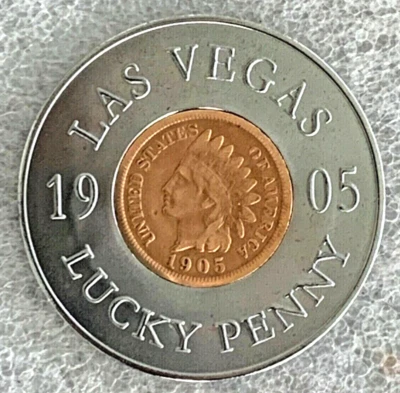 LAS VEGAS
19 05
LUCKY PENNY
UNITED STATES OF AMERICA
1905